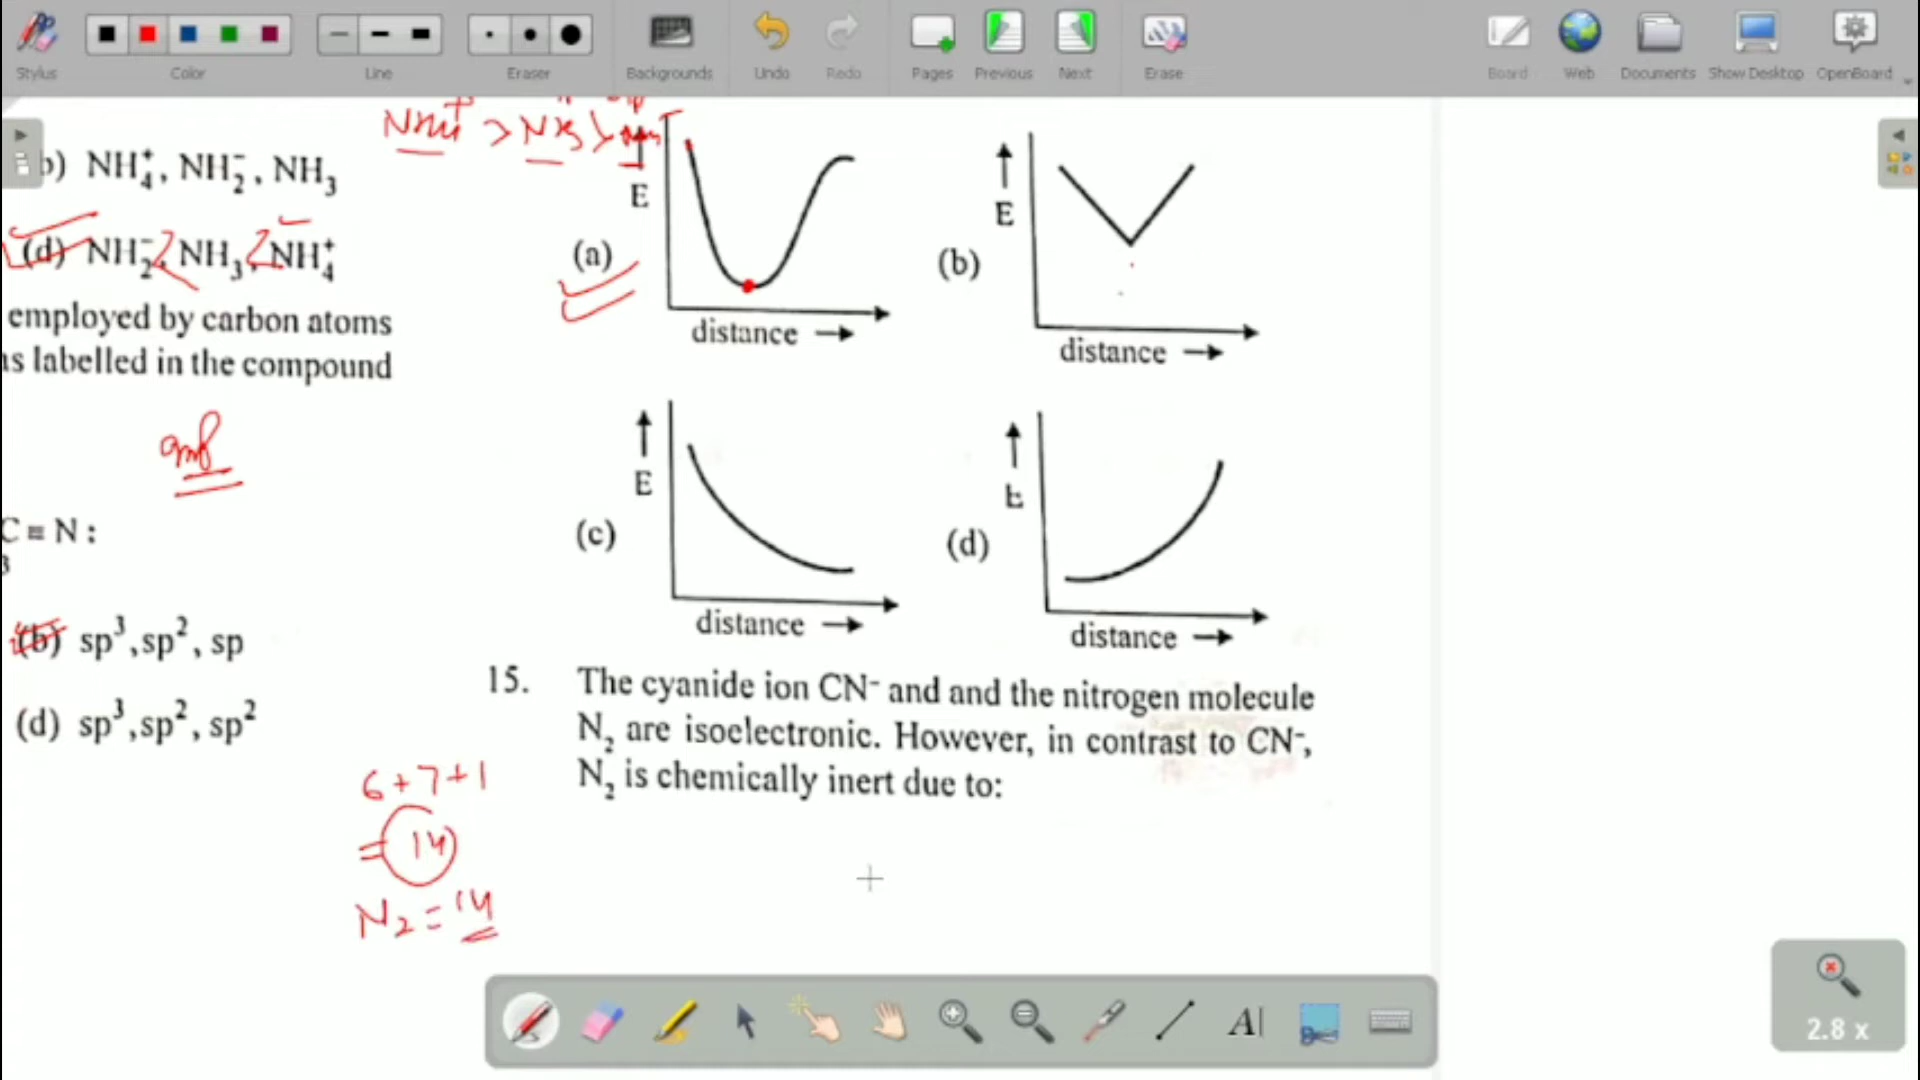 Stylus
Color
Line
Eraser
Backgrounds
Undo
Redo
Pages
Previous
Next
Erase
Board
Web
Documents
Show Desktop
OpenBoard
b) NH₄⁺, NH₂⁻, NH₃
(d) NH₂⁻, NH₃, NH₄⁺
employed by carbon atoms
as labelled in the compound
C ≡ N :
3
(b) sp³, sp², sp
(d) sp³, sp², sp²
6+7+1
= 14
N₂ = 14
E
(a)
distance →
E
(b)
distance →
E
(c)
distance →
E
(d)
distance →
15. The cyanide ion CN⁻ and and the nitrogen molecule
N₂ are isoelectronic. However, in contrast to CN⁻,
N₂ is chemically inert due to:
A
2.8 x